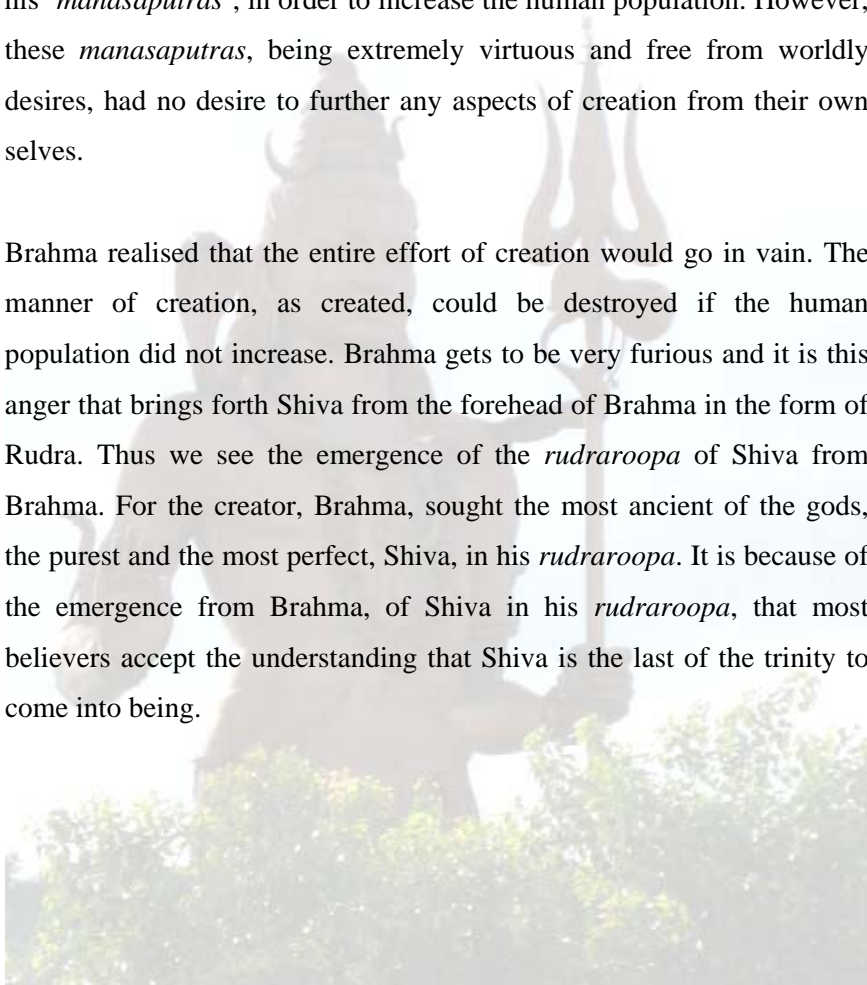 his "manasaputras", in order to increase the human population. However,
these manasaputras, being extremely virtuous and free from worldly
desires, had no desire to further any aspects of creation from their own
selves.
Brahma realised that the entire effort of creation would go in vain. The
manner of creation, as created, could be destroyed if the human
population did not increase. Brahma gets to be very furious and it is this
anger that brings forth Shiva from the forehead of Brahma in the form of
Rudra. Thus we see the emergence of the rudraroopa of Shiva from
Brahma. For the creator, Brahma, sought the most ancient of the gods,
the purest and the most perfect, Shiva, in his rudraroopa. It is because of
the emergence from Brahma, of Shiva in his rudraroopa, that most
believers accept the understanding that Shiva is the last of the trinity to
come into being.